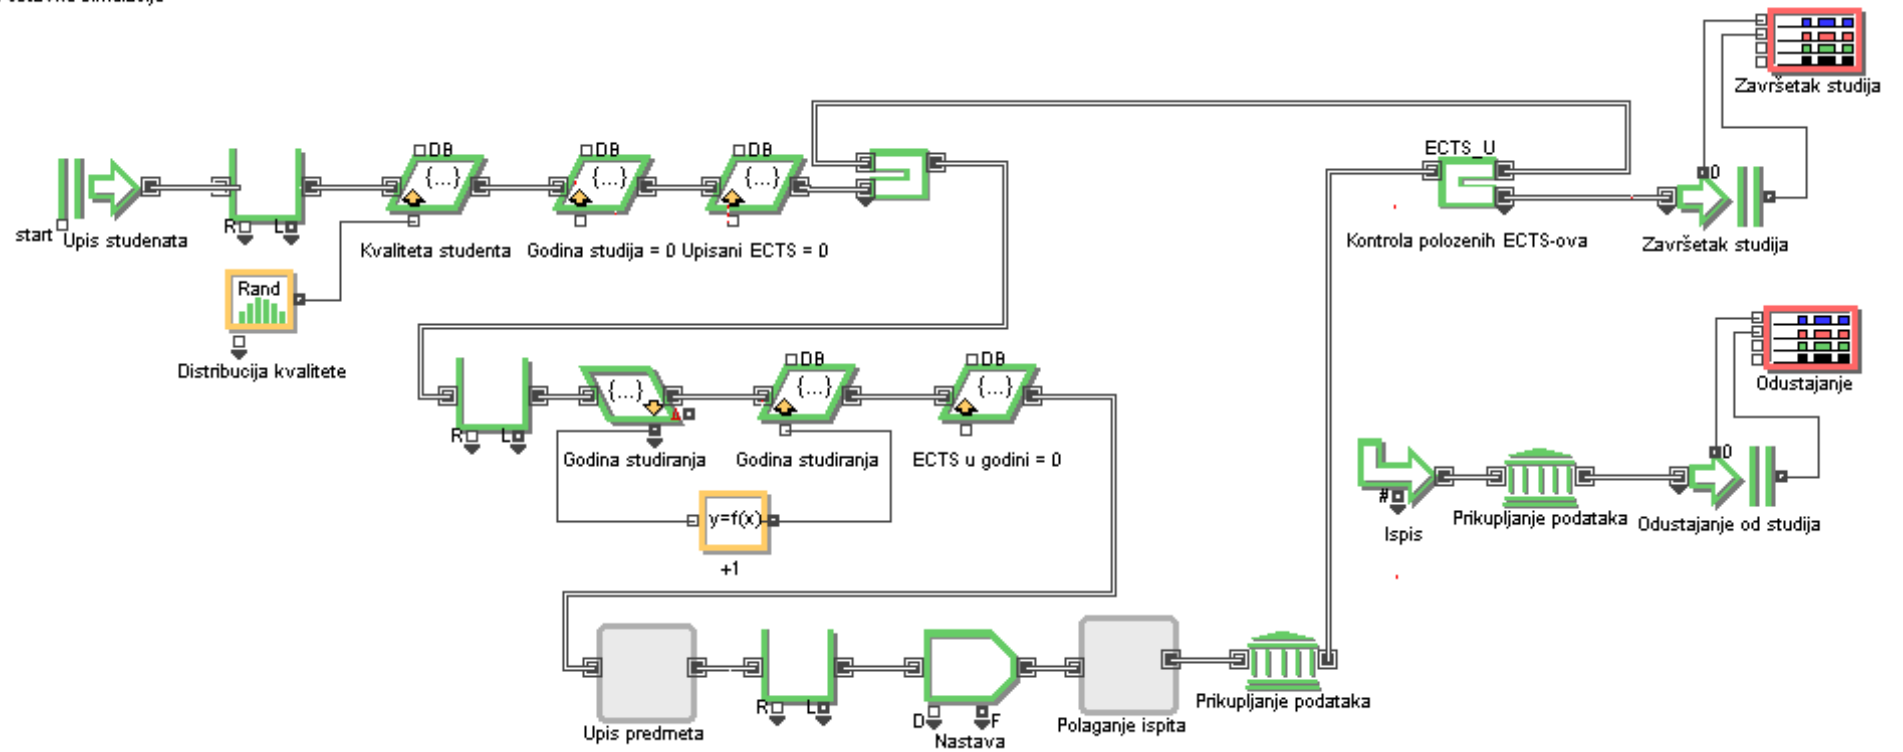 Završetak studija
DB
DB
DB
ECTS_U
{...}
{...}
{...}
0
start
Upis studenata
R
L
Kvaliteta studenta
Godina studija = 0
Upisani ECTS = 0
Kontrola polozenih ECTS-ova
Završetak studija
Rand
Distribucija kvalitete
DB
DB
{...}
{...}
{...}
A
Odustajanje
R
L
Godina studiranja
Godina studiranja
ECTS u godini = 0
0
#
Ispis
Prikupljanje podataka
Odustajanje od studija
y=f(x)
+1
Upis predmeta
R
L
D
F
Nastava
Polaganje ispita
Prikupljanje podataka